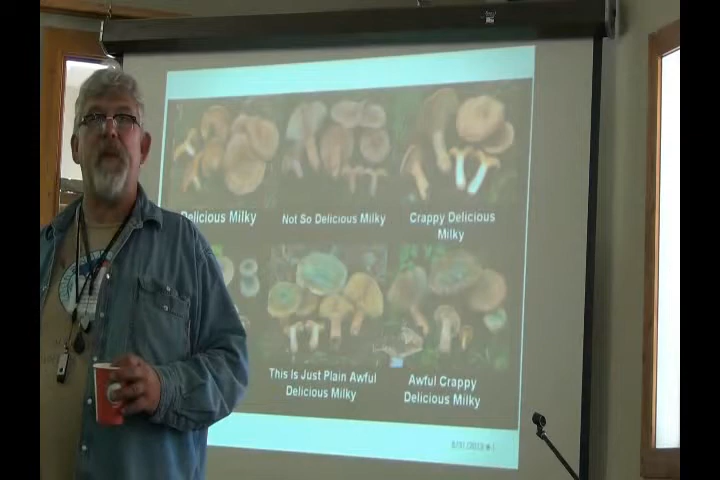 Delicious Milky
Not So Delicious Milky
Crappy Delicious
Milky
This Is Just Plain Awful
Delicious Milky
Awful Crappy
Delicious Milky